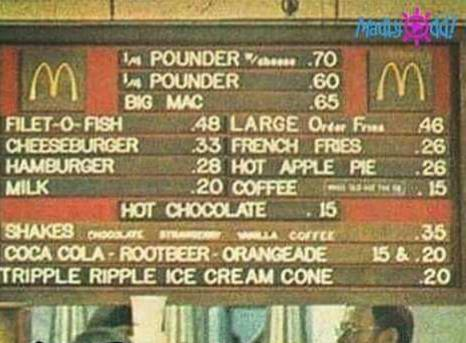 Madly Odd!
1/4 POUNDER w/cheese .70
1/4 POUNDER .60
BIG MAC .65
FILET-O-FISH .48 LARGE Order Fries .46
CHEESEBURGER .33 FRENCH FRIES .26
HAMBURGER .28 HOT APPLE PIE .26
MILK .20 COFFEE .15
HOT CHOCOLATE .15
SHAKES CHOCOLATE STRAWBERRY VANILLA COFFEE .35
COCA COLA - ROOTBEER - ORANGEADE 15 & .20
TRIPPLE RIPPLE ICE CREAM CONE .20